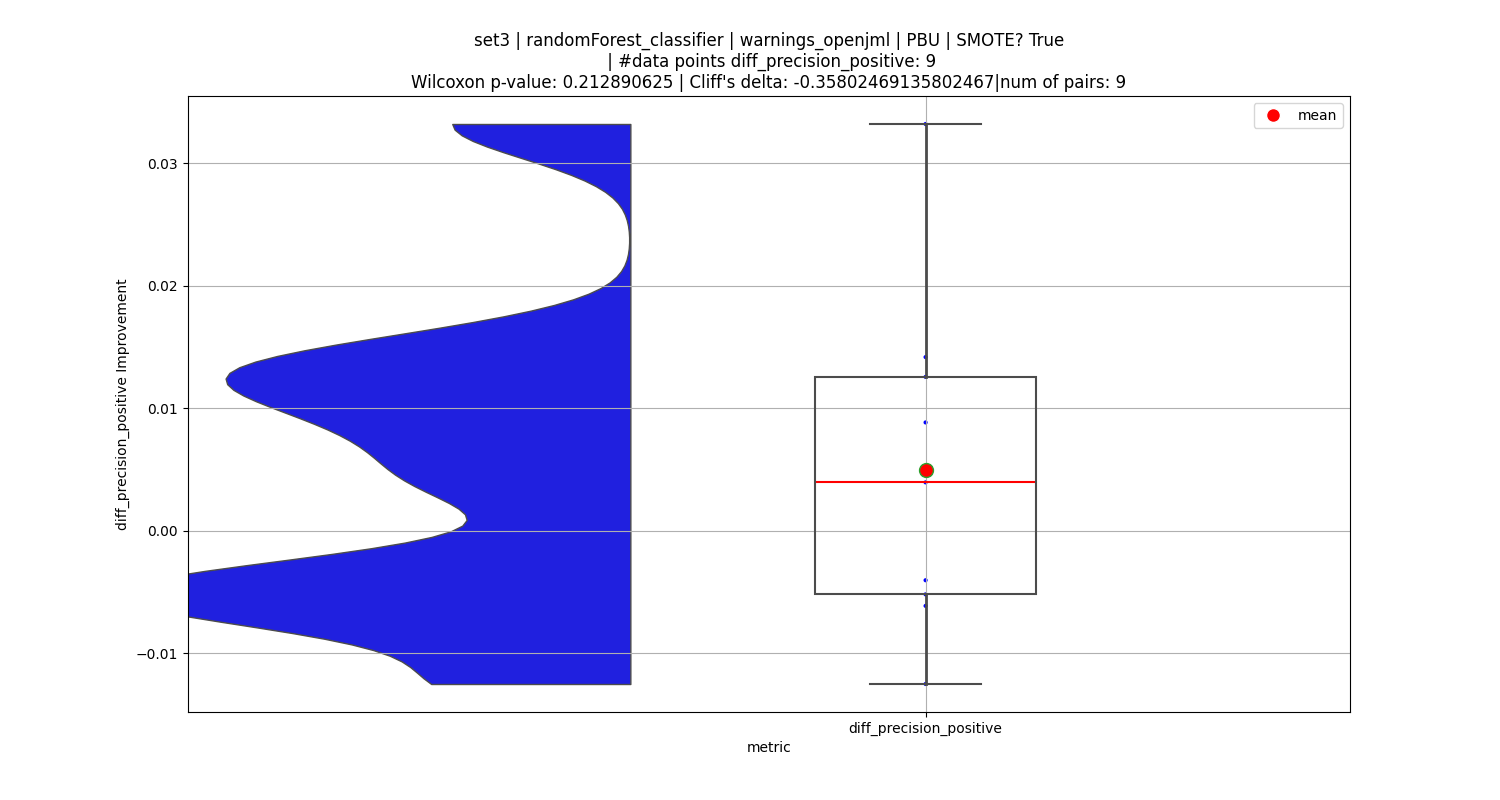 set3 | randomForest_classifier | warnings_openjml | PBU | SMOTE? True
| #data points diff_precision_positive: 9
Wilcoxon p-value: 0.212890625 | Cliff's delta: -0.35802469135802467|num of pairs: 9
mean
0.03
0.02
0.01
0.00
−0.01
diff_precision_positive Improvement
diff_precision_positive
metric